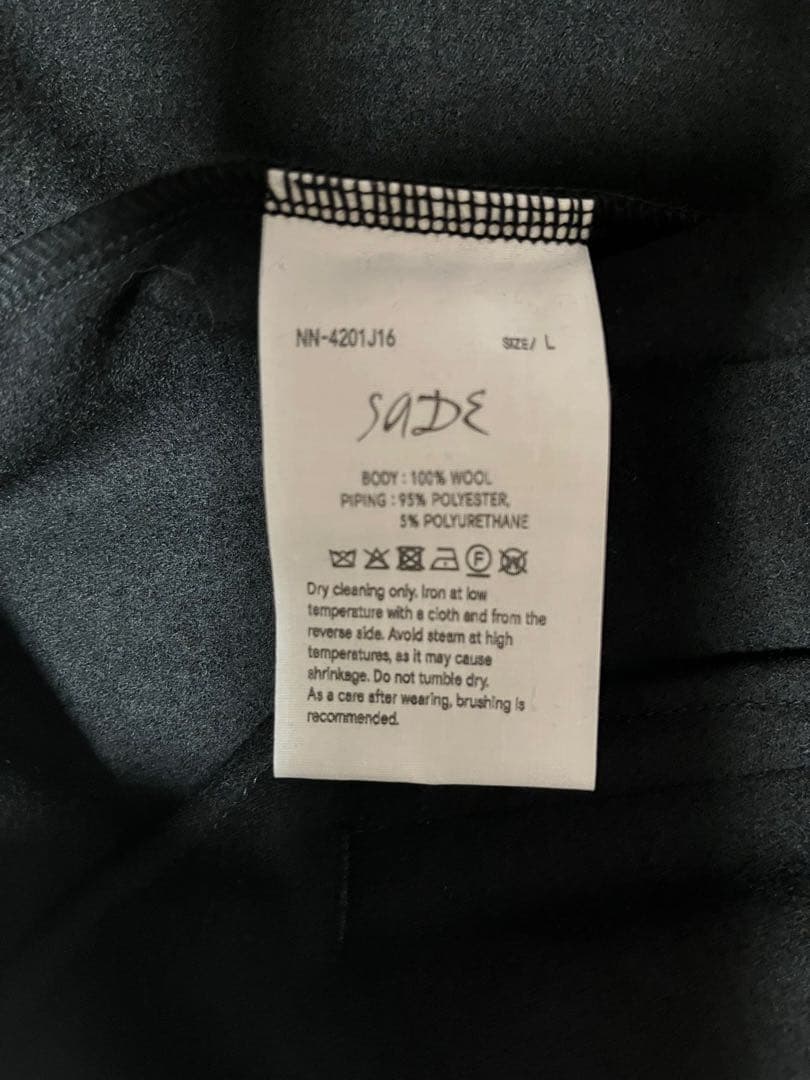 NN-4201J16 SIZE/ L
SADE
BODY : 100% WOOL
PIPING : 95% POLYESTER,
5% POLYURETHANE
F W
Dry cleaning only. Iron at low
temperature with a cloth and from the
reverse side. Avoid steam at high
temperatures, as it may cause
shrinkage. Do not tumble dry.
As a care after wearing, brushing is
recommended.